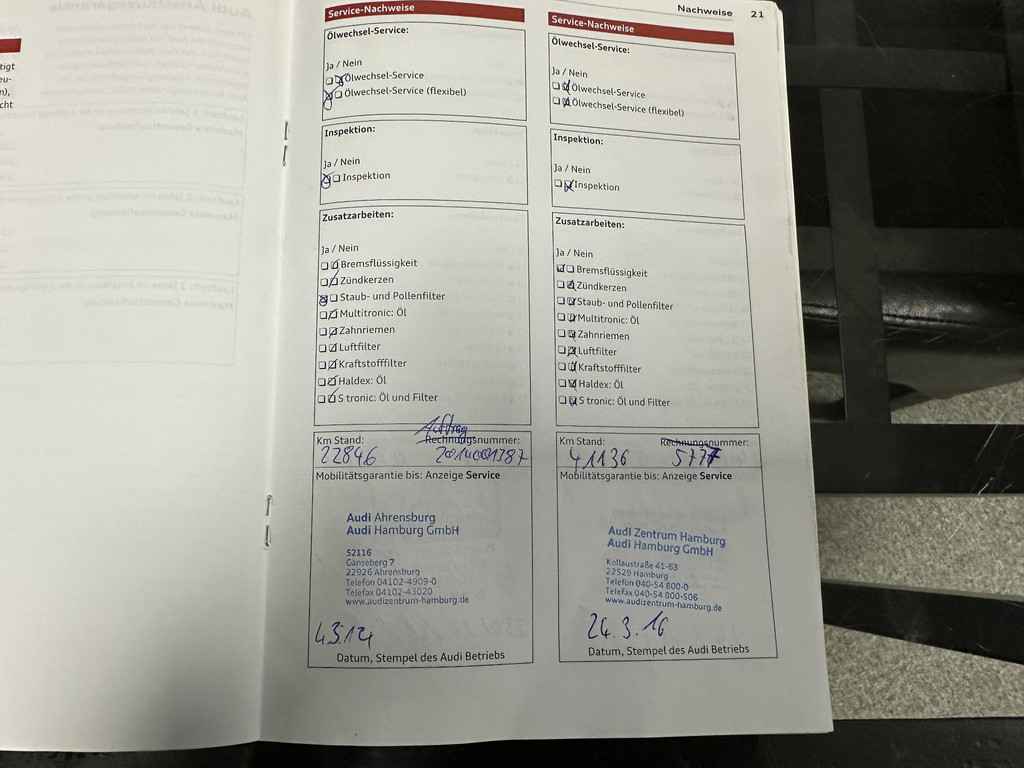 Nachweise 21
tigt
cht
Service-Nachweise
Ölwechsel-Service:
Ja / Nein
Ölwechsel-Service
Ölwechsel-Service (flexibel)
Inspektion:
Ja / Nein
Inspektion
Zusatzarbeiten:
Ja / Nein
Bremsflüssigkeit
Zündkerzen
Staub- und Pollenfilter
Multitronic: Öl
Zahnriemen
Luftfilter
Kraftstofffilter
Haldex: Öl
S tronic: Öl und Filter
Auftrag
Km Stand: Rechnungsnummer:
22846
Mobilitätsgarantie bis: Anzeige Service
Audi Ahrensburg
Audi Hamburg GmbH
52116
Gänseberg 7
22926 Ahrensburg
Telefon 04102-4909-0
Telefax 04102-43020
www.audizentrum-hamburg.de
4.3.14
Datum, Stempel des Audi Betriebs
Service-Nachweise
Ölwechsel-Service:
Ja / Nein
Ölwechsel-Service
Ölwechsel-Service (flexibel)
Inspektion:
Ja / Nein
Inspektion
Zusatzarbeiten:
Ja / Nein
Bremsflüssigkeit
Zündkerzen
Staub- und Pollenfilter
Multitronic: Öl
Zahnriemen
Luftfilter
Kraftstofffilter
Haldex: Öl
S tronic: Öl und Filter
Km Stand: Rechnungsnummer:
41136 5777
Mobilitätsgarantie bis: Anzeige Service
Audi Zentrum Hamburg
Audi Hamburg GmbH
Kollaustraße 41-63
22529 Hamburg
Telefon 040-54 800-0
Telefax 040-54 800-506
www.audizentrum-hamburg.de
24.3.16
Datum, Stempel des Audi Betriebs